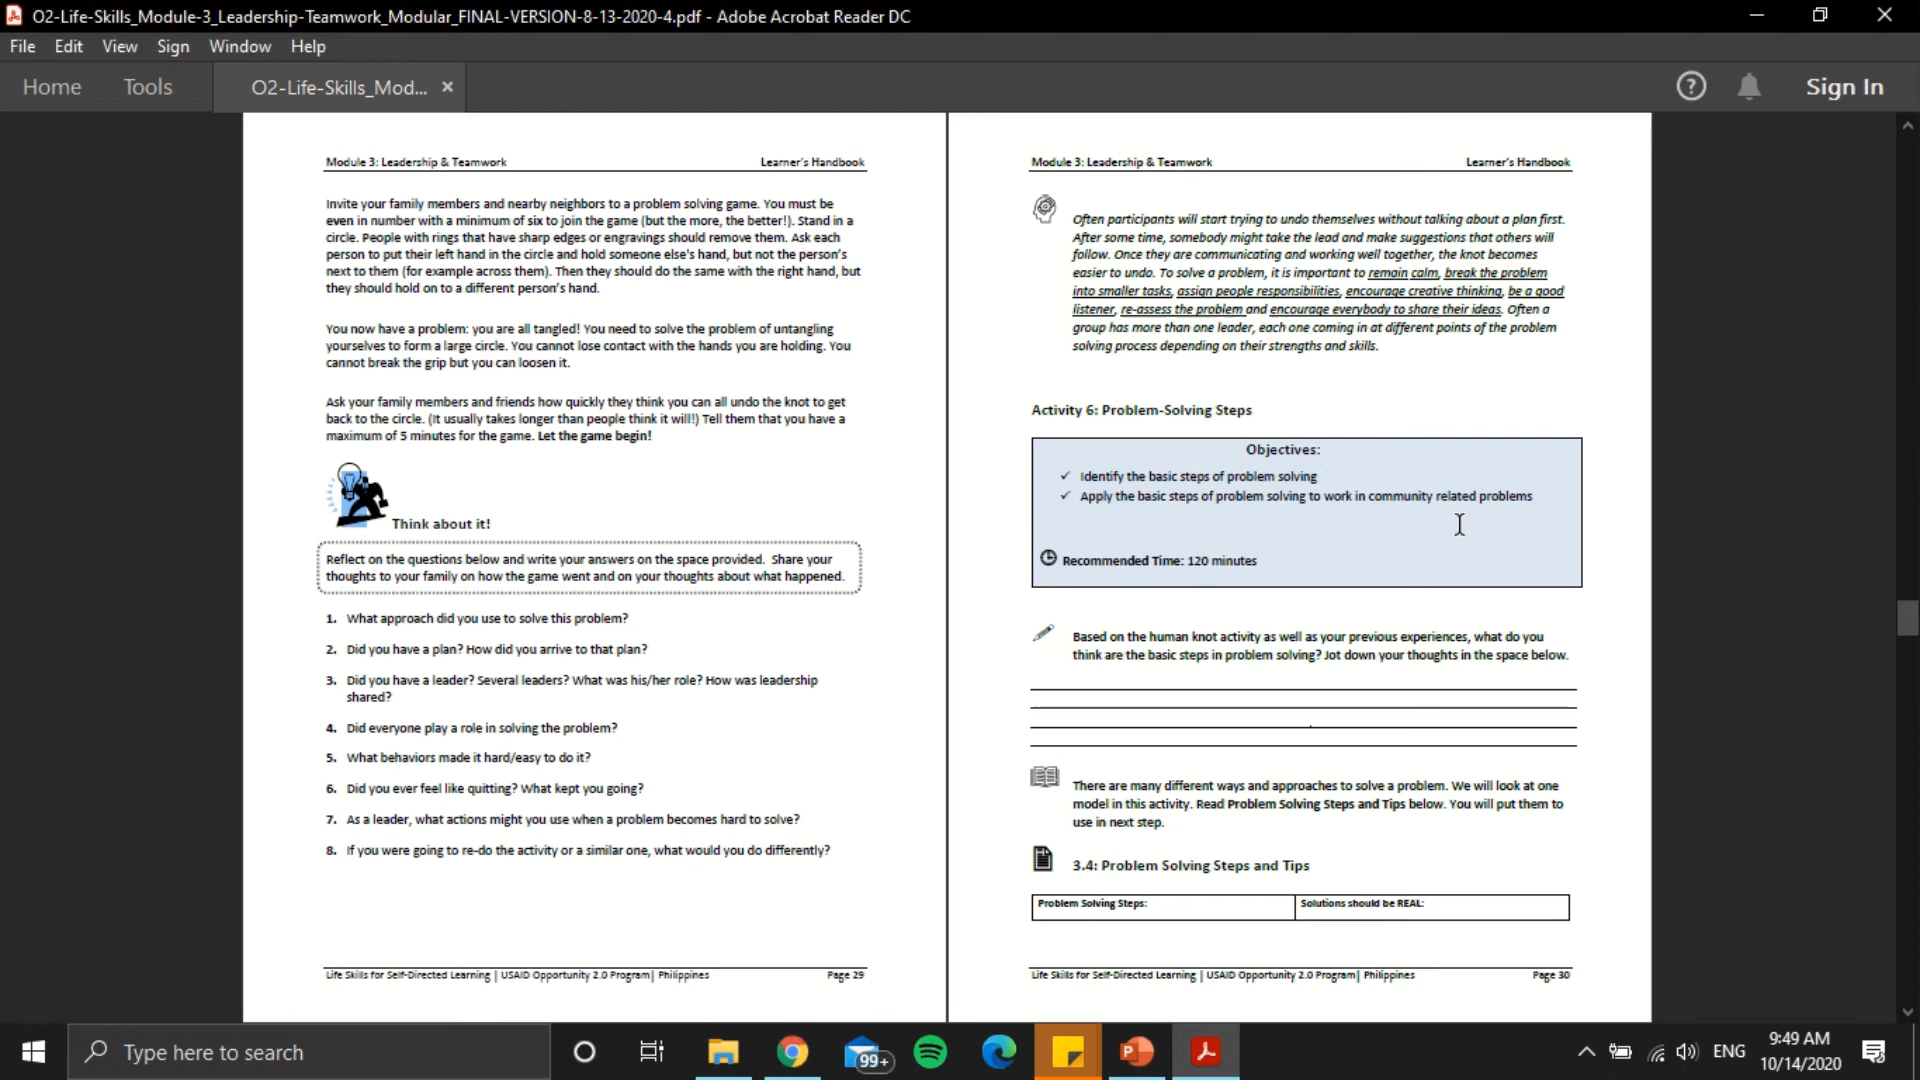 O2-Life-Skills_Module-3_Leadership-Teamwork_Modular_FINAL-VERSION-8-13-2020-4.pdf - Adobe Acrobat Reader DC
File Edit View Sign Window Help
Home Tools O2-Life-Skills_Mod... × ? Sign In
Module 3: Leadership & Teamwork Learner's Handbook
Invite your family members and nearby neighbors to a problem solving game. You must be
even in number with a minimum of six to join the game (but the more, the better!). Stand in a
circle. People with rings that have sharp edges or engravings should remove them. Ask each
person to put their left hand in the circle and hold someone else's hand, but not the person's
next to them (for example across them). Then they should do the same with the right hand, but
they should hold on to a different person's hand.
You now have a problem: you are all tangled! You need to solve the problem of untangling
yourselves to form a large circle. You cannot lose contact with the hands you are holding. You
cannot break the grip but you can loosen it.
Ask your family members and friends how quickly they think you can all undo the knot to get
back to the circle. (It usually takes longer than people think it will!) Tell them that you have a
maximum of 5 minutes for the game. Let the game begin!
Think about it!
Reflect on the questions below and write your answers on the space provided. Share your
thoughts to your family on how the game went and on your thoughts about what happened.
1. What approach did you use to solve this problem?
2. Did you have a plan? How did you arrive to that plan?
3. Did you have a leader? Several leaders? What was his/her role? How was leadership
shared?
4. Did everyone play a role in solving the problem?
5. What behaviors made it hard/easy to do it?
6. Did you ever feel like quitting? What kept you going?
7. As a leader, what actions might you use when a problem becomes hard to solve?
8. If you were going to re-do the activity or a similar one, what would you do differently?
Life Skills for Self-Directed Learning | USAID Opportunity 2.0 Program| Philippines Page 29
Module 3: Leadership & Teamwork Learner's Handbook
Often participants will start trying to undo themselves without talking about a plan first.
After some time, somebody might take the lead and make suggestions that others will
follow. Once they are communicating and working well together, the knot becomes
easier to undo. To solve a problem, it is important to remain calm, break the problem
into smaller tasks, assign people responsibilities, encourage creative thinking, be a good
listener, re-assess the problem and encourage everybody to share their ideas. Often a
group has more than one leader, each one coming in at different points of the problem
solving process depending on their strengths and skills.
Activity 6: Problem-Solving Steps
Objectives:
✓ Identify the basic steps of problem solving
✓ Apply the basic steps of problem solving to work in community related problems
Recommended Time: 120 minutes
Based on the human knot activity as well as your previous experiences, what do you
think are the basic steps in problem solving? Jot down your thoughts in the space below.
There are many different ways and approaches to solve a problem. We will look at one
model in this activity. Read Problem Solving Steps and Tips below. You will put them to
use in next step.
3.4: Problem Solving Steps and Tips
Problem Solving Steps: Solutions should be REAL:
Life Skills for Self-Directed Learning | USAID Opportunity 2.0 Program| Philippines Page 30
Type here to search 99+ ENG 9:49 AM
10/14/2020